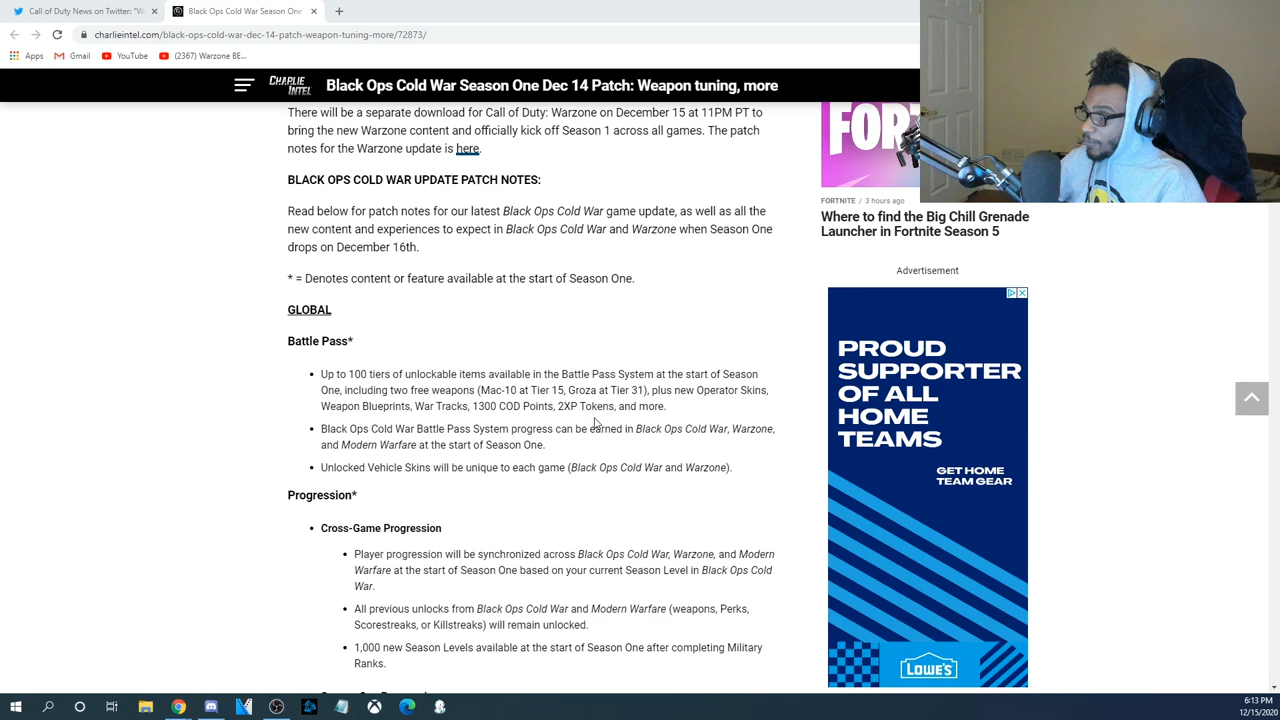 Call of Duty News on Twitter: "W
Black Ops Cold War Season One
charlieintel.com/black-ops-cold-war-dec-14-patch-weapon-tuning-more/72873/
Apps
Gmail
YouTube
(2367) Warzone BE...
CHARLIE INTEL
Black Ops Cold War Season One Dec 14 Patch: Weapon tuning, more
There will be a separate download for Call of Duty: Warzone on December 15 at 11PM PT to
bring the new Warzone content and officially kick off Season 1 across all games. The patch
notes for the Warzone update is here.
BLACK OPS COLD WAR UPDATE PATCH NOTES:
Read below for patch notes for our latest Black Ops Cold War game update, as well as all the
new content and experiences to expect in Black Ops Cold War and Warzone when Season One
drops on December 16th.
* = Denotes content or feature available at the start of Season One.
GLOBAL
Battle Pass*
• Up to 100 tiers of unlockable items available in the Battle Pass System at the start of Season
One, including two free weapons (Mac-10 at Tier 15, Groza at Tier 31), plus new Operator Skins,
Weapon Blueprints, War Tracks, 1300 COD Points, 2XP Tokens, and more.
• Black Ops Cold War Battle Pass System progress can be earned in Black Ops Cold War, Warzone,
and Modern Warfare at the start of Season One.
• Unlocked Vehicle Skins will be unique to each game (Black Ops Cold War and Warzone).
Progression*
• Cross-Game Progression
• Player progression will be synchronized across Black Ops Cold War, Warzone, and Modern
Warfare at the start of Season One based on your current Season Level in Black Ops Cold
War.
• All previous unlocks from Black Ops Cold War and Modern Warfare (weapons, Perks,
Scorestreaks, or Killstreaks) will remain unlocked.
• 1,000 new Season Levels available at the start of Season One after completing Military
Ranks.
FOR
FORTNITE / 3 hours ago
Where to find the Big Chill Grenade
Launcher in Fortnite Season 5
Advertisement
PROUD
SUPPORTER
OF ALL
HOME
TEAMS
GET HOME
TEAM GEAR
LOWE'S
6:13 PM
12/15/2020